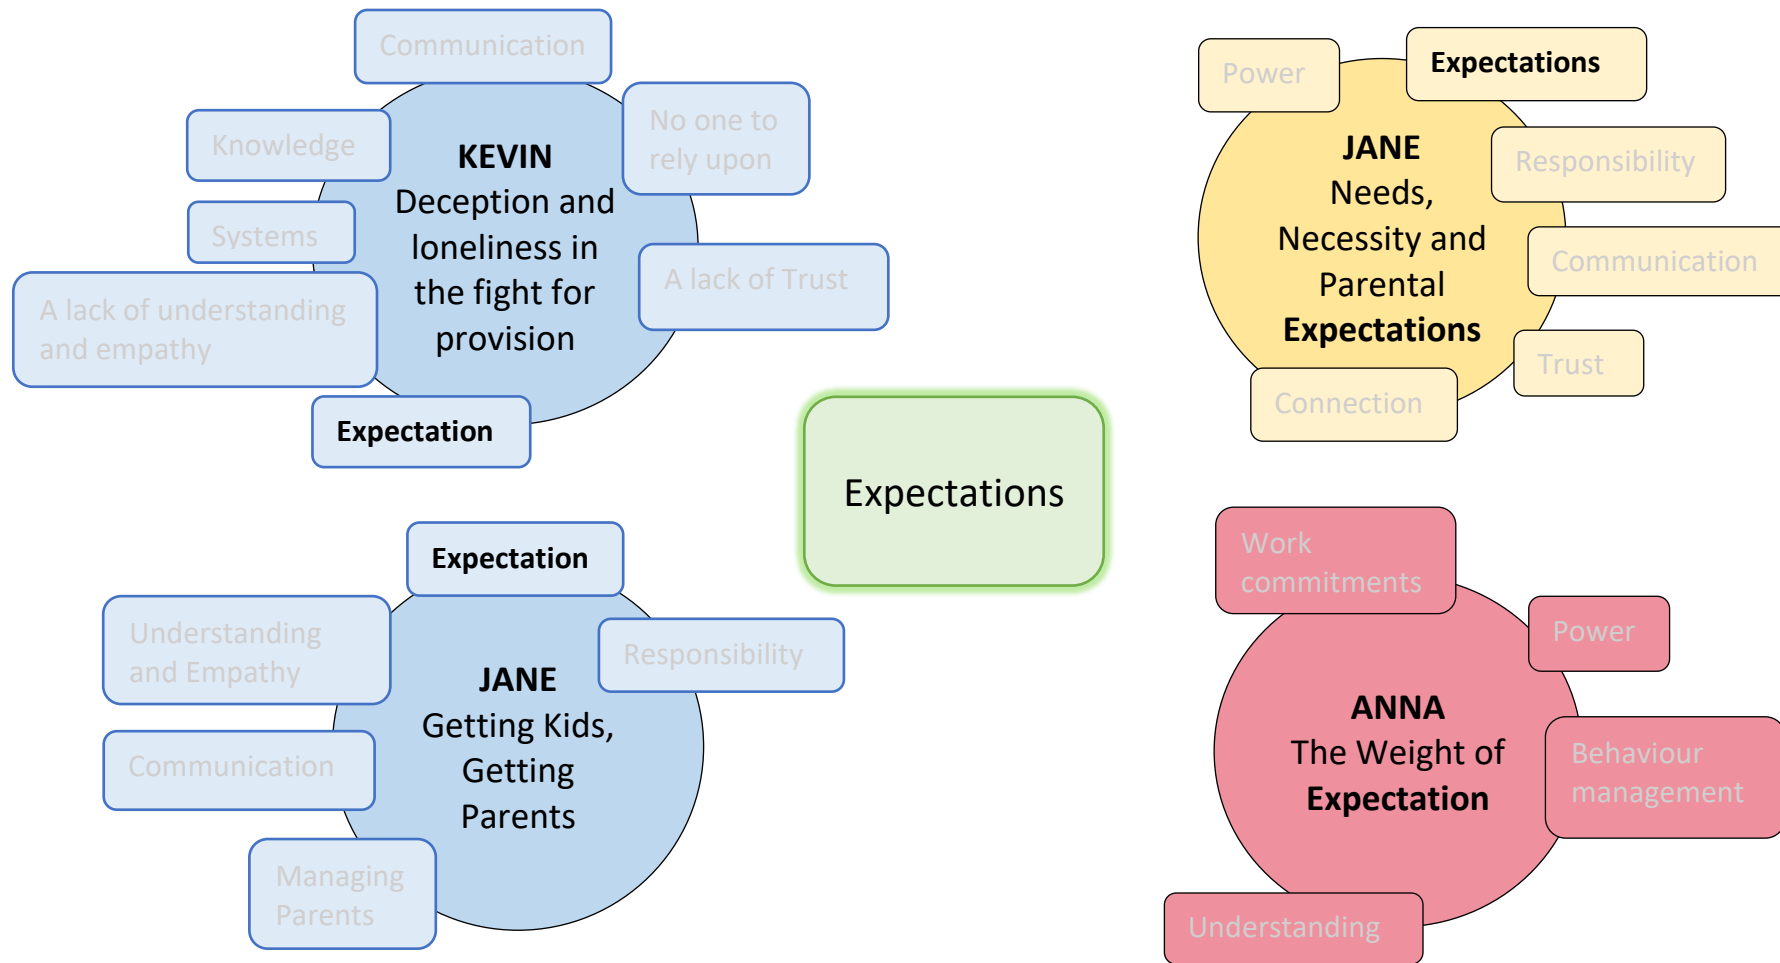 Communication
Knowledge
No one to
rely upon
KEVIN
Deception and
loneliness in
the fight for
provision
Systems
A lack of understanding
and empathy
A lack of Trust
Expectation
Power
Expectations
JANE
Needs,
Necessity and
Parental
Expectations
Responsibility
Communication
Trust
Connection
Expectations
Expectation
Understanding
and Empathy
Responsibility
JANE
Getting Kids,
Getting
Parents
Communication
Managing
Parents
Work
commitments
Power
ANNA
The Weight of
Expectation
Behaviour
management
Understanding